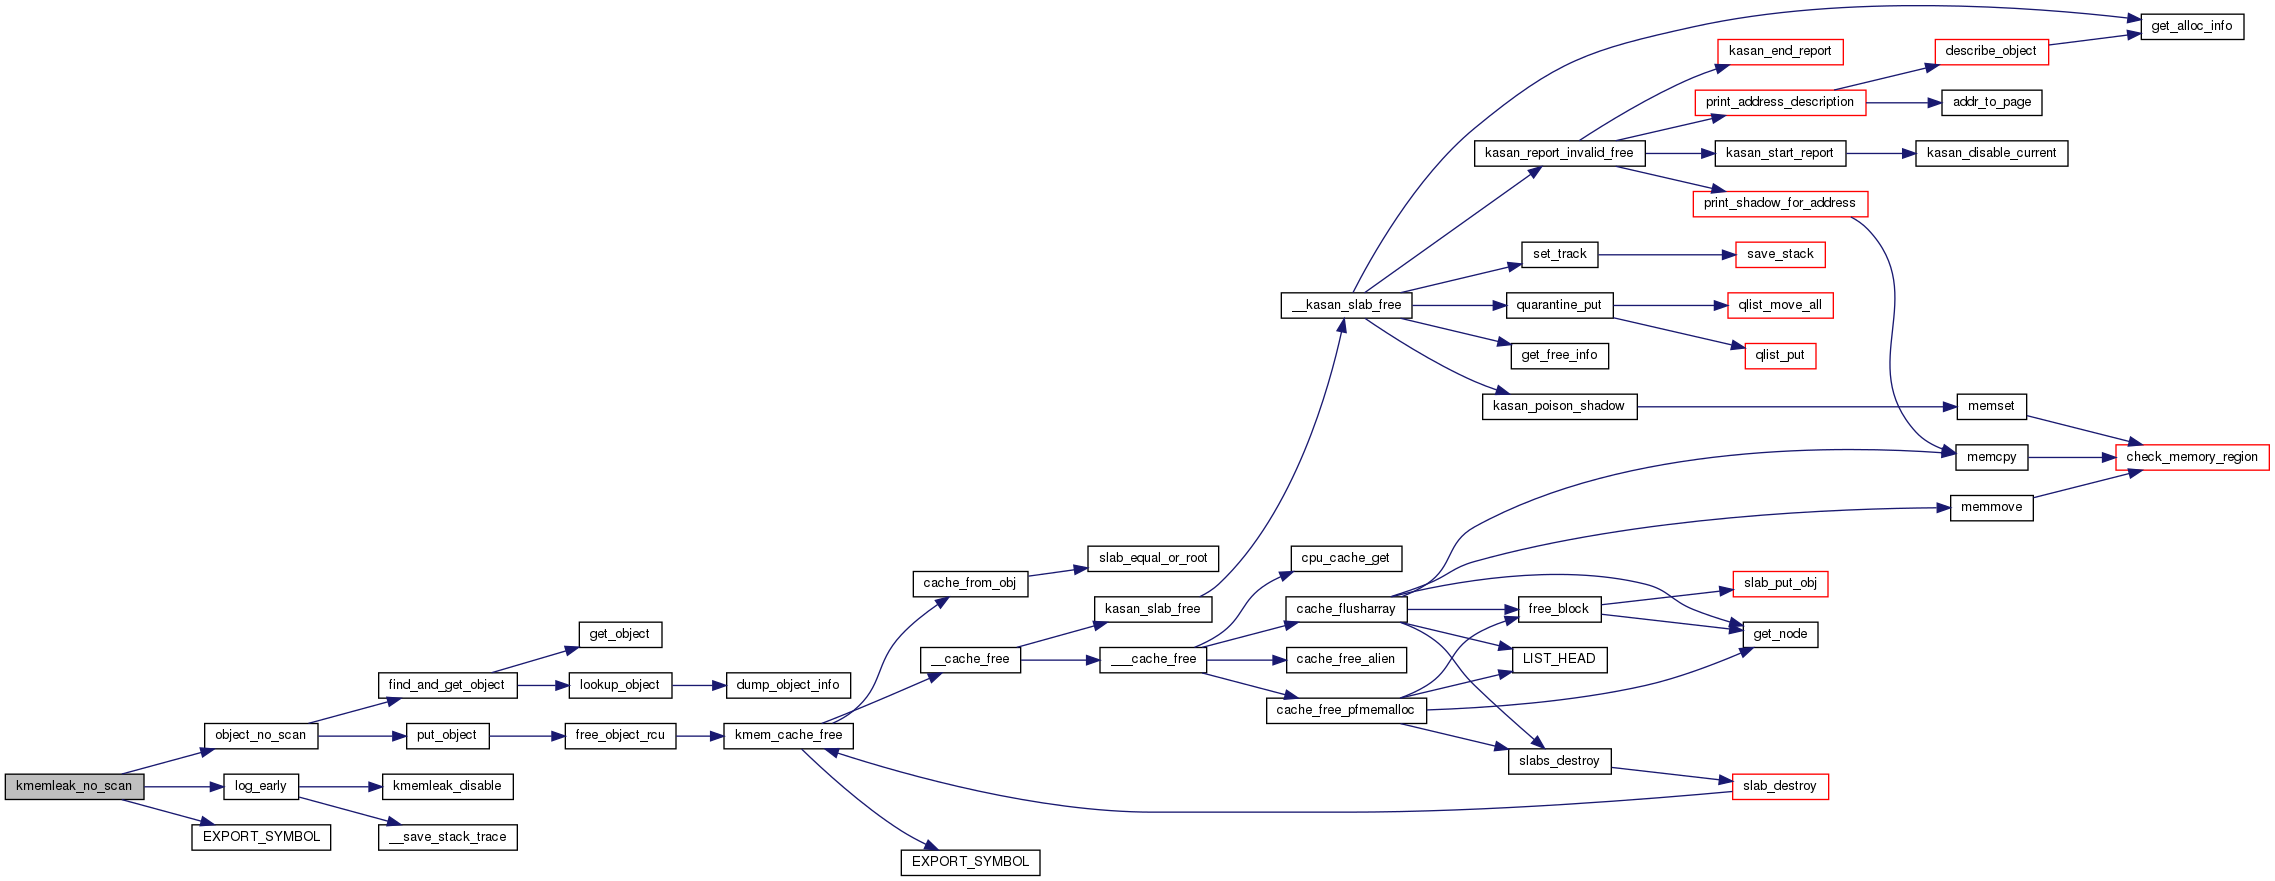 get_alloc_info
kasan_end_report
describe_object
print_address_description
addr_to_page
kasan_report_invalid_free
kasan_start_report
kasan_disable_current
print_shadow_for_address
set_track
save_stack
__kasan_slab_free
quarantine_put
qlist_move_all
get_free_info
qlist_put
kasan_poison_shadow
memset
memcpy
check_memory_region
memmove
slab_equal_or_root
cpu_cache_get
cache_from_obj
slab_put_obj
kasan_slab_free
cache_flusharray
free_block
get_object
get_node
__cache_free
___cache_free
cache_free_alien
LIST_HEAD
find_and_get_object
lookup_object
dump_object_info
cache_free_pfmemalloc
object_no_scan
put_object
free_object_rcu
kmem_cache_free
slabs_destroy
kmemleak_no_scan
log_early
kmemleak_disable
slab_destroy
EXPORT_SYMBOL
__save_stack_trace
EXPORT_SYMBOL